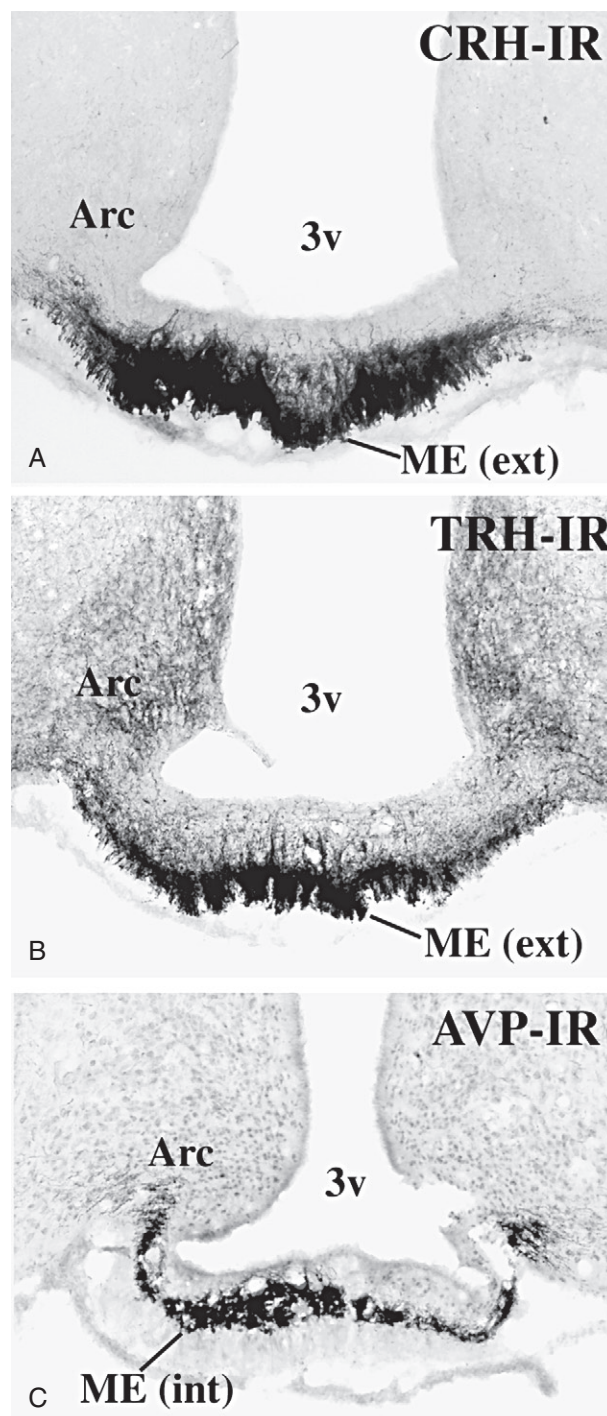 CRH-IR
Arc
3v
A
ME (ext)
TRH-IR
Arc
3v
B
ME (ext)
AVP-IR
Arc
3v
C
ME (int)